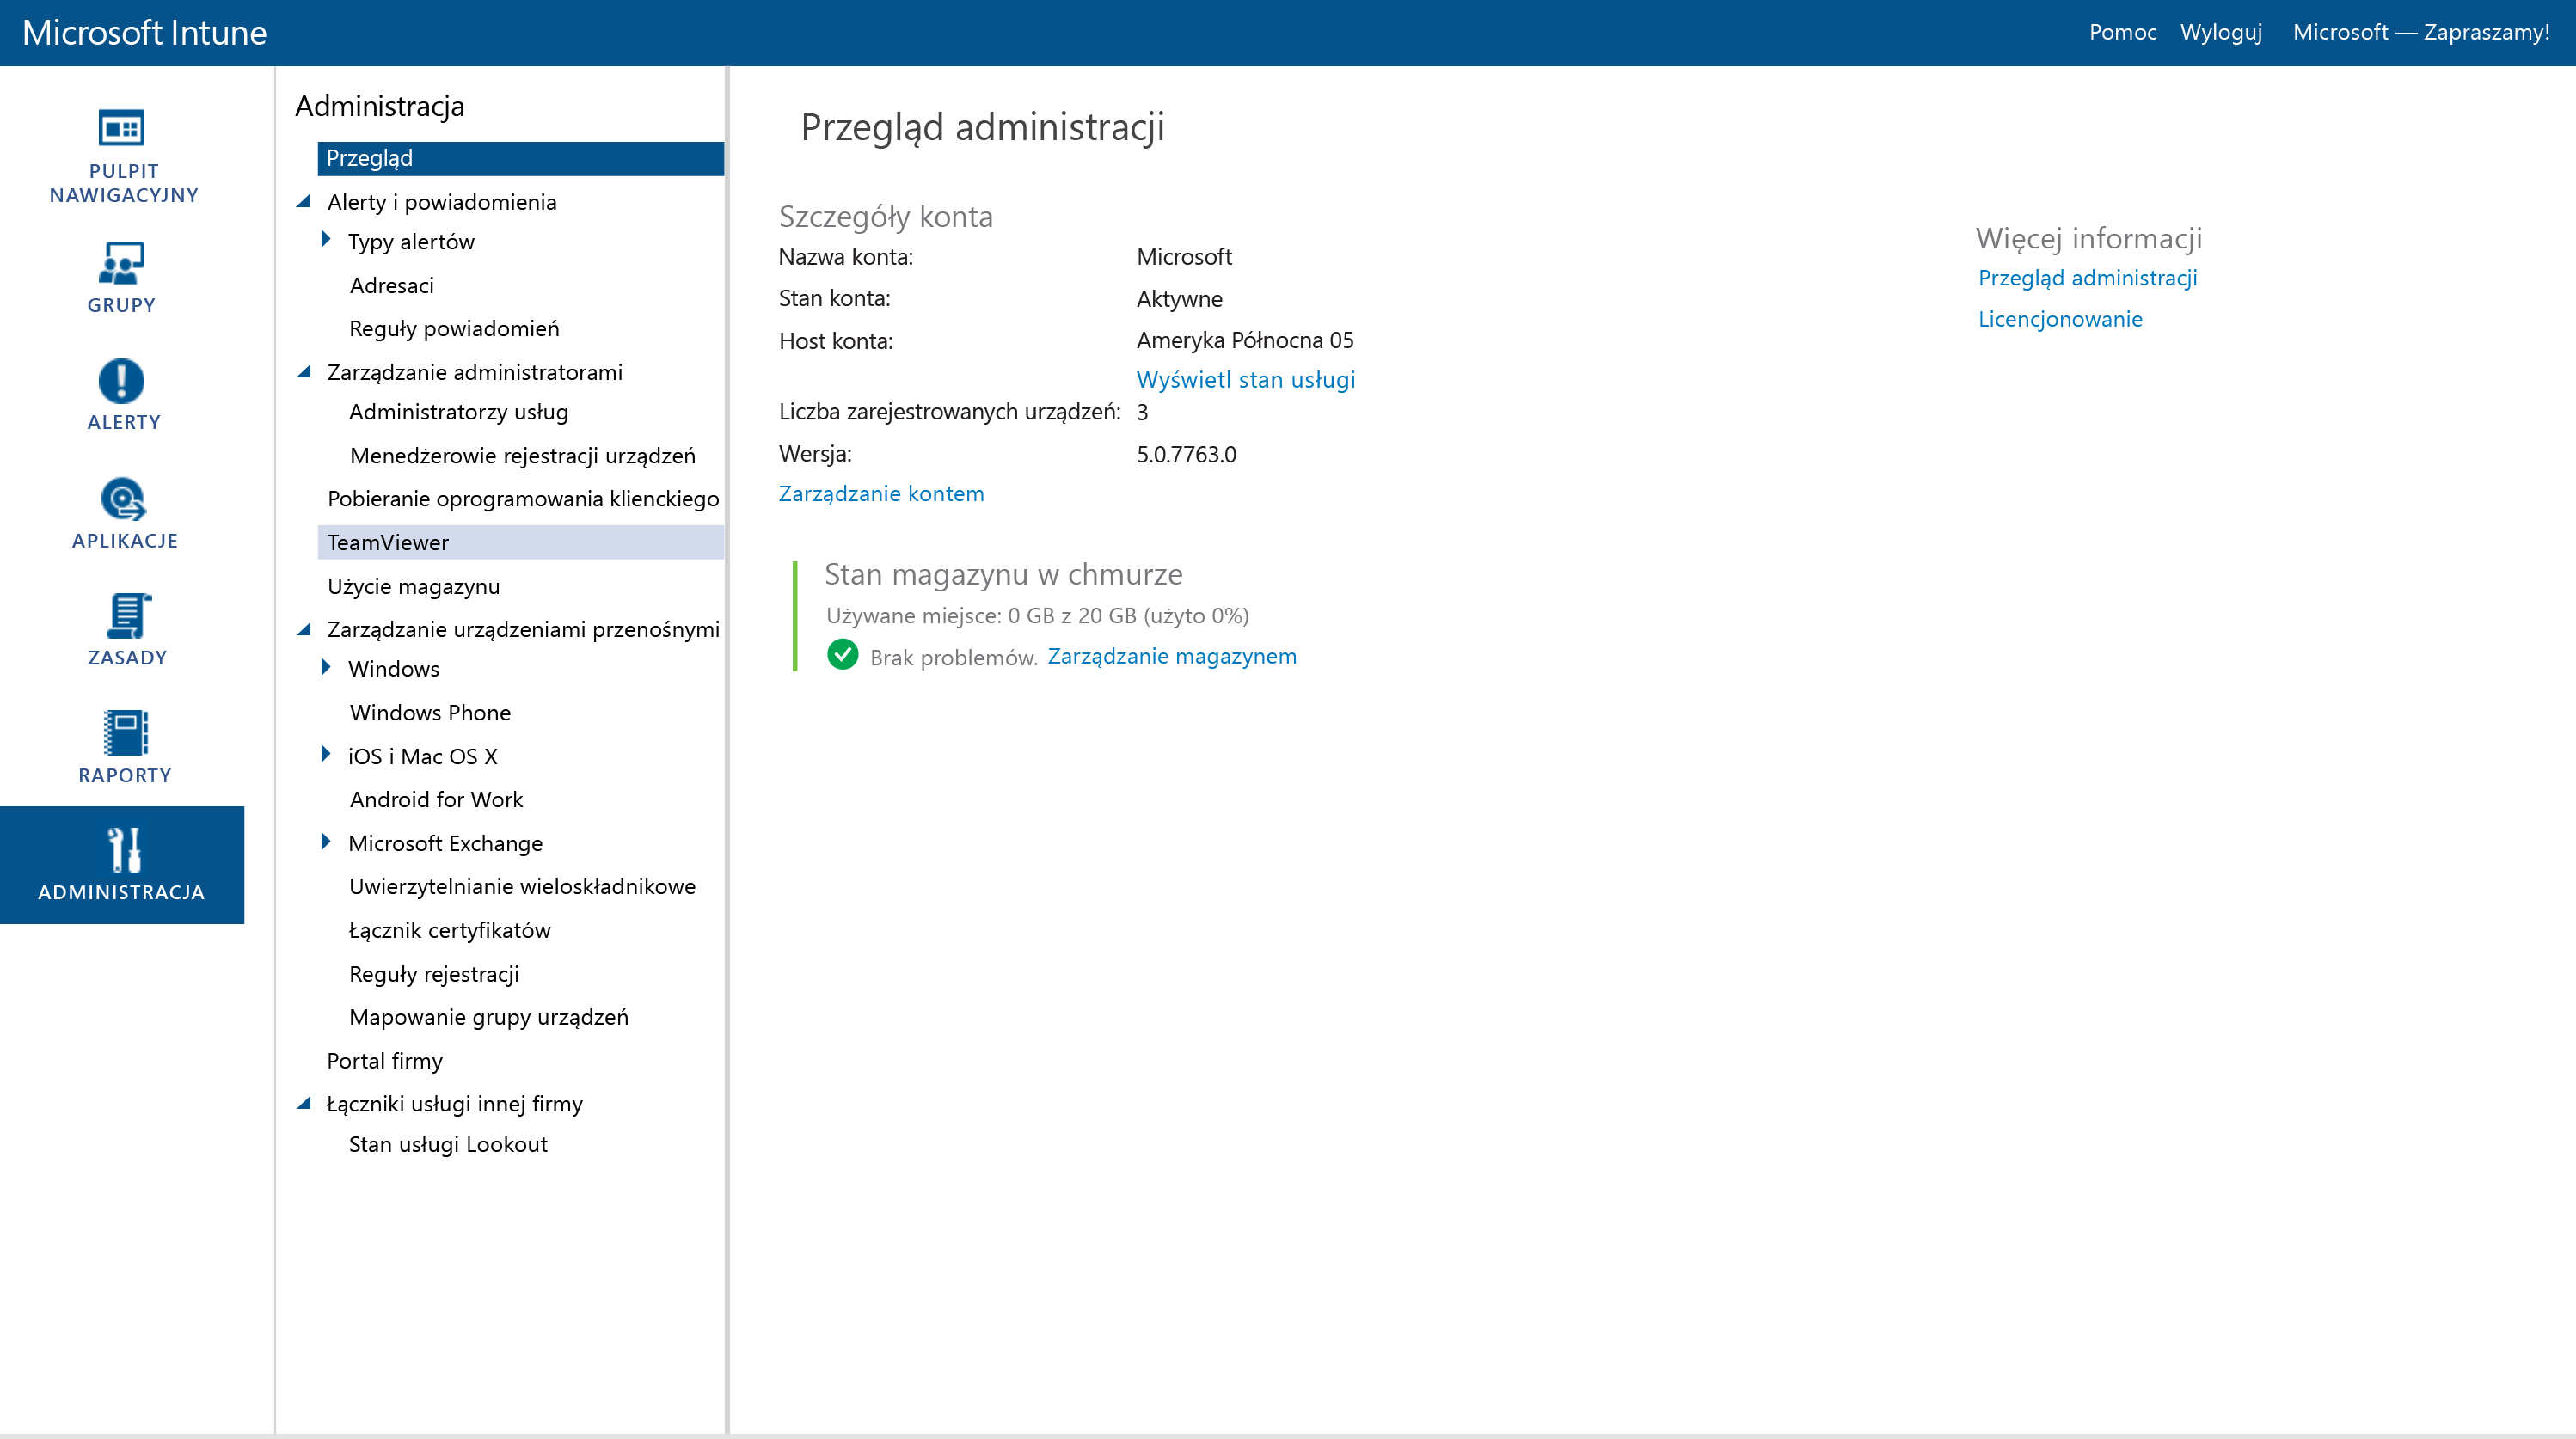 Microsoft Intune
Pomoc Wyloguj Microsoft — Zapraszamy!
PULPIT
NAWIGACYJNY
GRUPY
ALERTY
APLIKACJE
ZASADY
RAPORTY
ADMINISTRACJA
Administracja
Przegląd
Alerty i powiadomienia
Typy alertów
Adresaci
Reguły powiadomień
Zarządzanie administratorami
Administratorzy usług
Menedżerowie rejestracji urządzeń
Pobieranie oprogramowania klienckiego
TeamViewer
Użycie magazynu
Zarządzanie urządzeniami przenośnymi
Windows
Windows Phone
iOS i Mac OS X
Android for Work
Microsoft Exchange
Uwierzytelnianie wieloskładnikowe
Łącznik certyfikatów
Reguły rejestracji
Mapowanie grupy urządzeń
Portal firmy
Łączniki usługi innej firmy
Stan usługi Lookout
Przegląd administracji
Szczegóły konta
Nazwa konta: Microsoft
Stan konta: Aktywne
Host konta: Ameryka Północna 05
Wyświetl stan usługi
Liczba zarejestrowanych urządzeń: 3
Wersja: 5.0.7763.0
Zarządzanie kontem
Stan magazynu w chmurze
Używane miejsce: 0 GB z 20 GB (użyto 0%)
Brak problemów. Zarządzanie magazynem
Więcej informacji
Przegląd administracji
Licencjonowanie